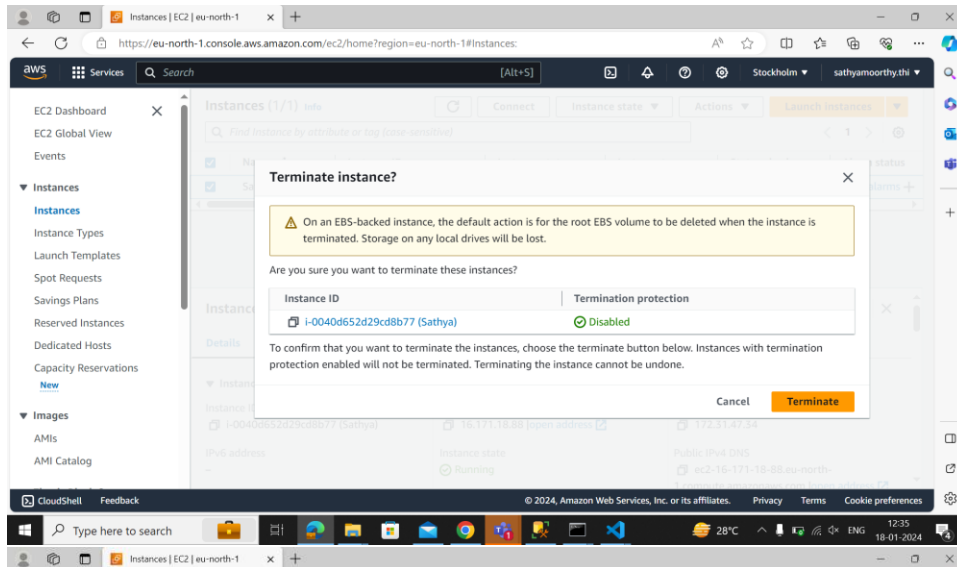 Instances | EC2 | eu-north-1
https://eu-north-1.console.aws.amazon.com/ec2/home?region=eu-north-1#Instances:
aws Services Search [Alt+S] Stockholm ▼ sathyamoorthy.thi ▼
EC2 Dashboard
EC2 Global View
Events
Instances
Instances
Instance Types
Launch Templates
Spot Requests
Savings Plans
Reserved Instances
Dedicated Hosts
Capacity Reservations
New
Images
AMIs
AMI Catalog
Instances (1/1) Info Connect Instance state ▼ Actions ▼ Launch instances ▼
Find Instance by attribute or tag (case-sensitive) 1
Terminate instance?
On an EBS-backed instance, the default action is for the root EBS volume to be deleted when the instance is
terminated. Storage on any local drives will be lost.
Are you sure you want to terminate these instances?
Instance ID Termination protection
i-0040d652d29cd8b77 (Sathya) Disabled
To confirm that you want to terminate the instances, choose the terminate button below. Instances with termination
protection enabled will not be terminated. Terminating the instance cannot be undone.
Cancel Terminate
Details
i-0040d652d29cd8b77 (Sathya) 16.171.18.88 |open address 172.31.47.54
IPv6 address Instance state Public IPv4 DNS
– Running ec2-16-171-18-88.eu-north-
CloudShell Feedback © 2024, Amazon Web Services, Inc. or its affiliates. Privacy Terms Cookie preferences
Type here to search 28°C ENG 12:35
18-01-2024
Instances | EC2 | eu-north-1